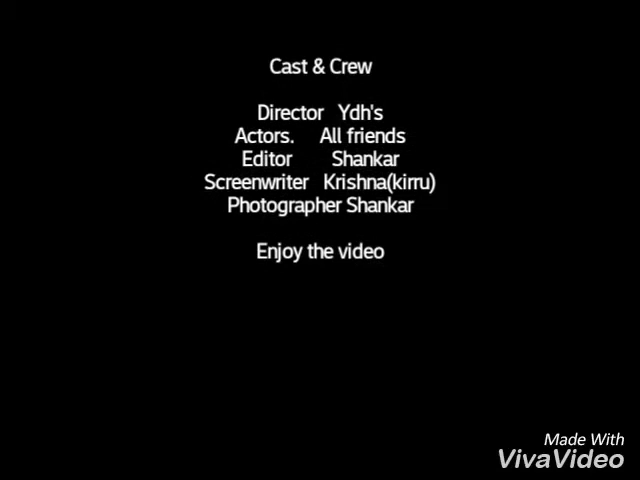 Cast & Crew
Director Ydh's
Actors. All friends
Editor Shankar
Screenwriter Krishna(kirru)
Photographer Shankar
Enjoy the video
Made With
VivaVideo